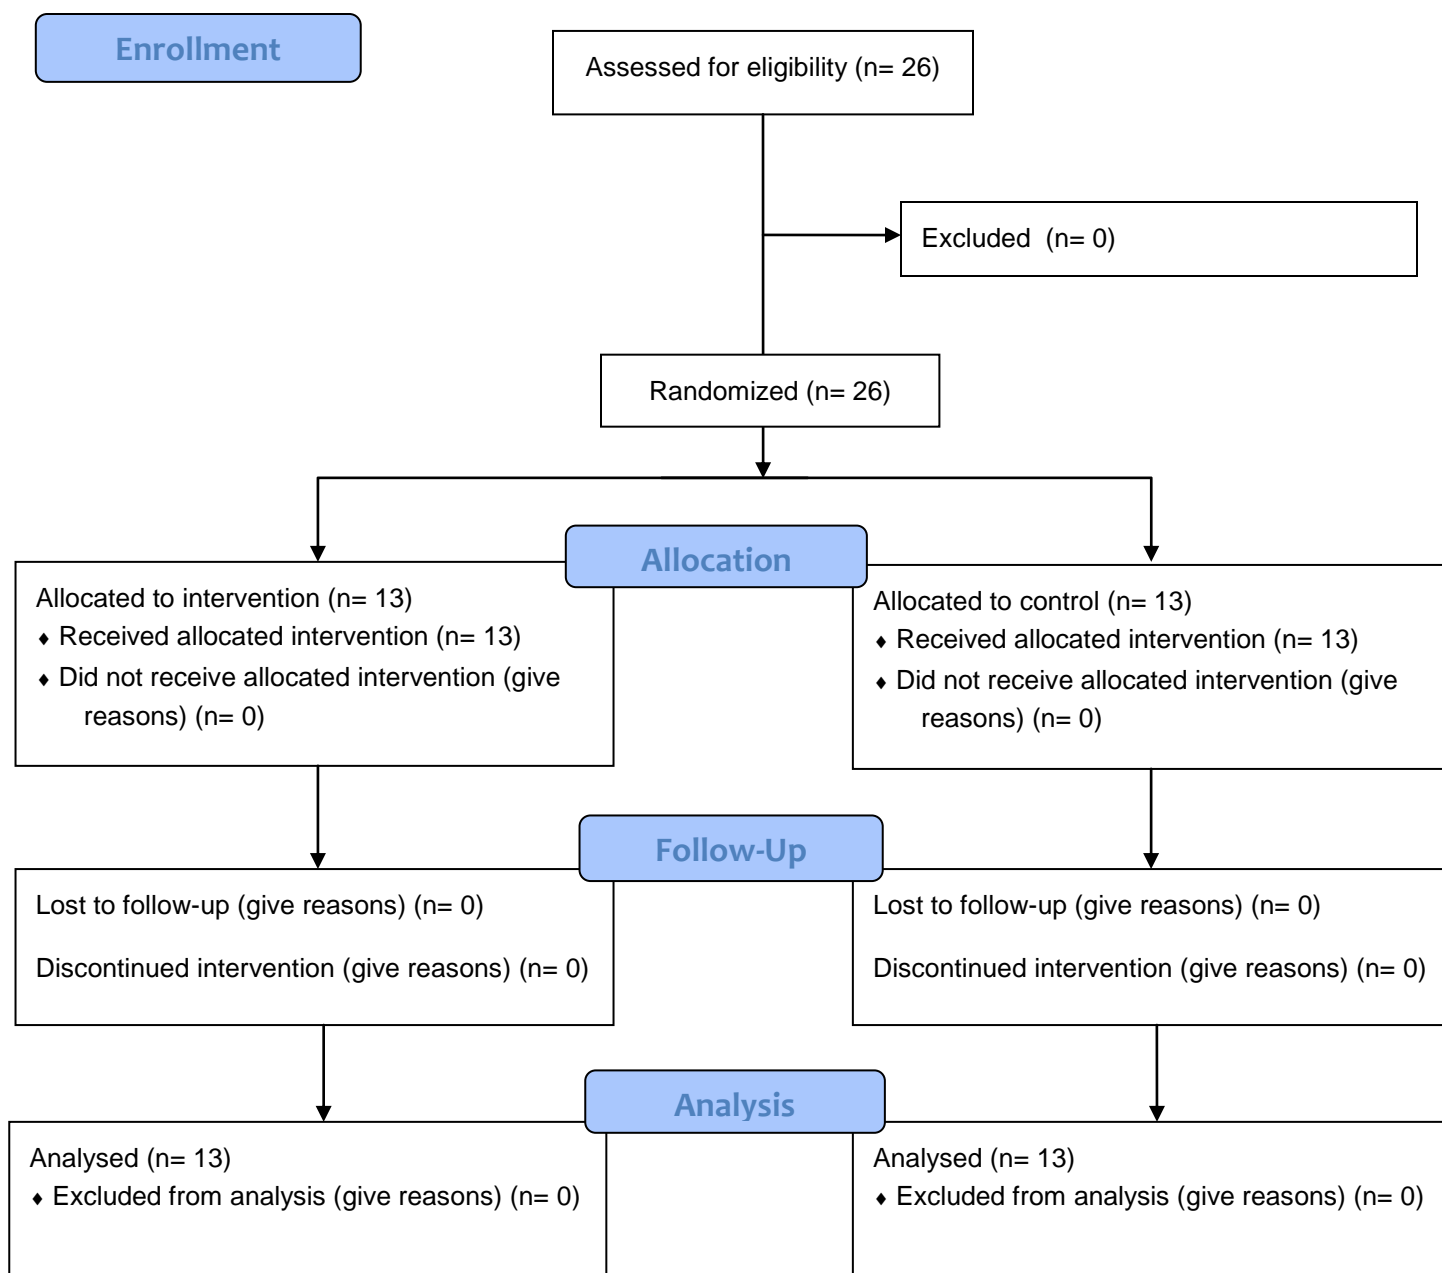 Enrollment
Assessed for eligibility (n= 26)
Excluded  (n= 0)
Randomized (n= 26)
Allocation
Allocated to intervention (n= 13)
♦ Received allocated intervention (n= 13)
♦ Did not receive allocated intervention (give
reasons) (n= 0)
Allocated to control (n= 13)
♦ Received allocated intervention (n= 13)
♦ Did not receive allocated intervention (give
reasons) (n= 0)
Follow-Up
Lost to follow-up (give reasons) (n= 0)
Discontinued intervention (give reasons) (n= 0)
Lost to follow-up (give reasons) (n= 0)
Discontinued intervention (give reasons) (n= 0)
Analysis
Analysed (n= 13)
♦ Excluded from analysis (give reasons) (n= 0)
Analysed (n= 13)
♦ Excluded from analysis (give reasons) (n= 0)